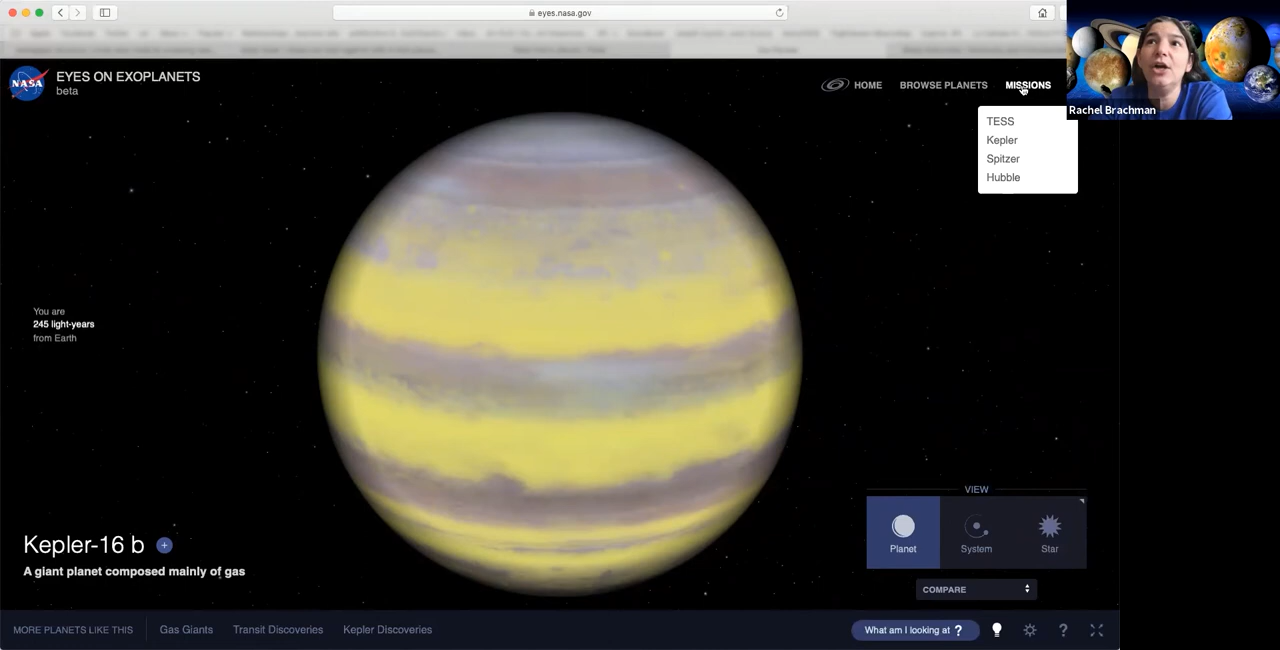 eyes.nasa.gov
NASA
EYES ON EXOPLANETS
beta
HOME
BROWSE PLANETS
MISSIONS
TESS
Kepler
Spitzer
Hubble
Rachel Brachman
You are
245 light-years
from Earth
VIEW
Planet
System
Star
COMPARE
Kepler-16 b +
A giant planet composed mainly of gas
MORE PLANETS LIKE THIS
Gas Giants
Transit Discoveries
Kepler Discoveries
What am I looking at ?
?